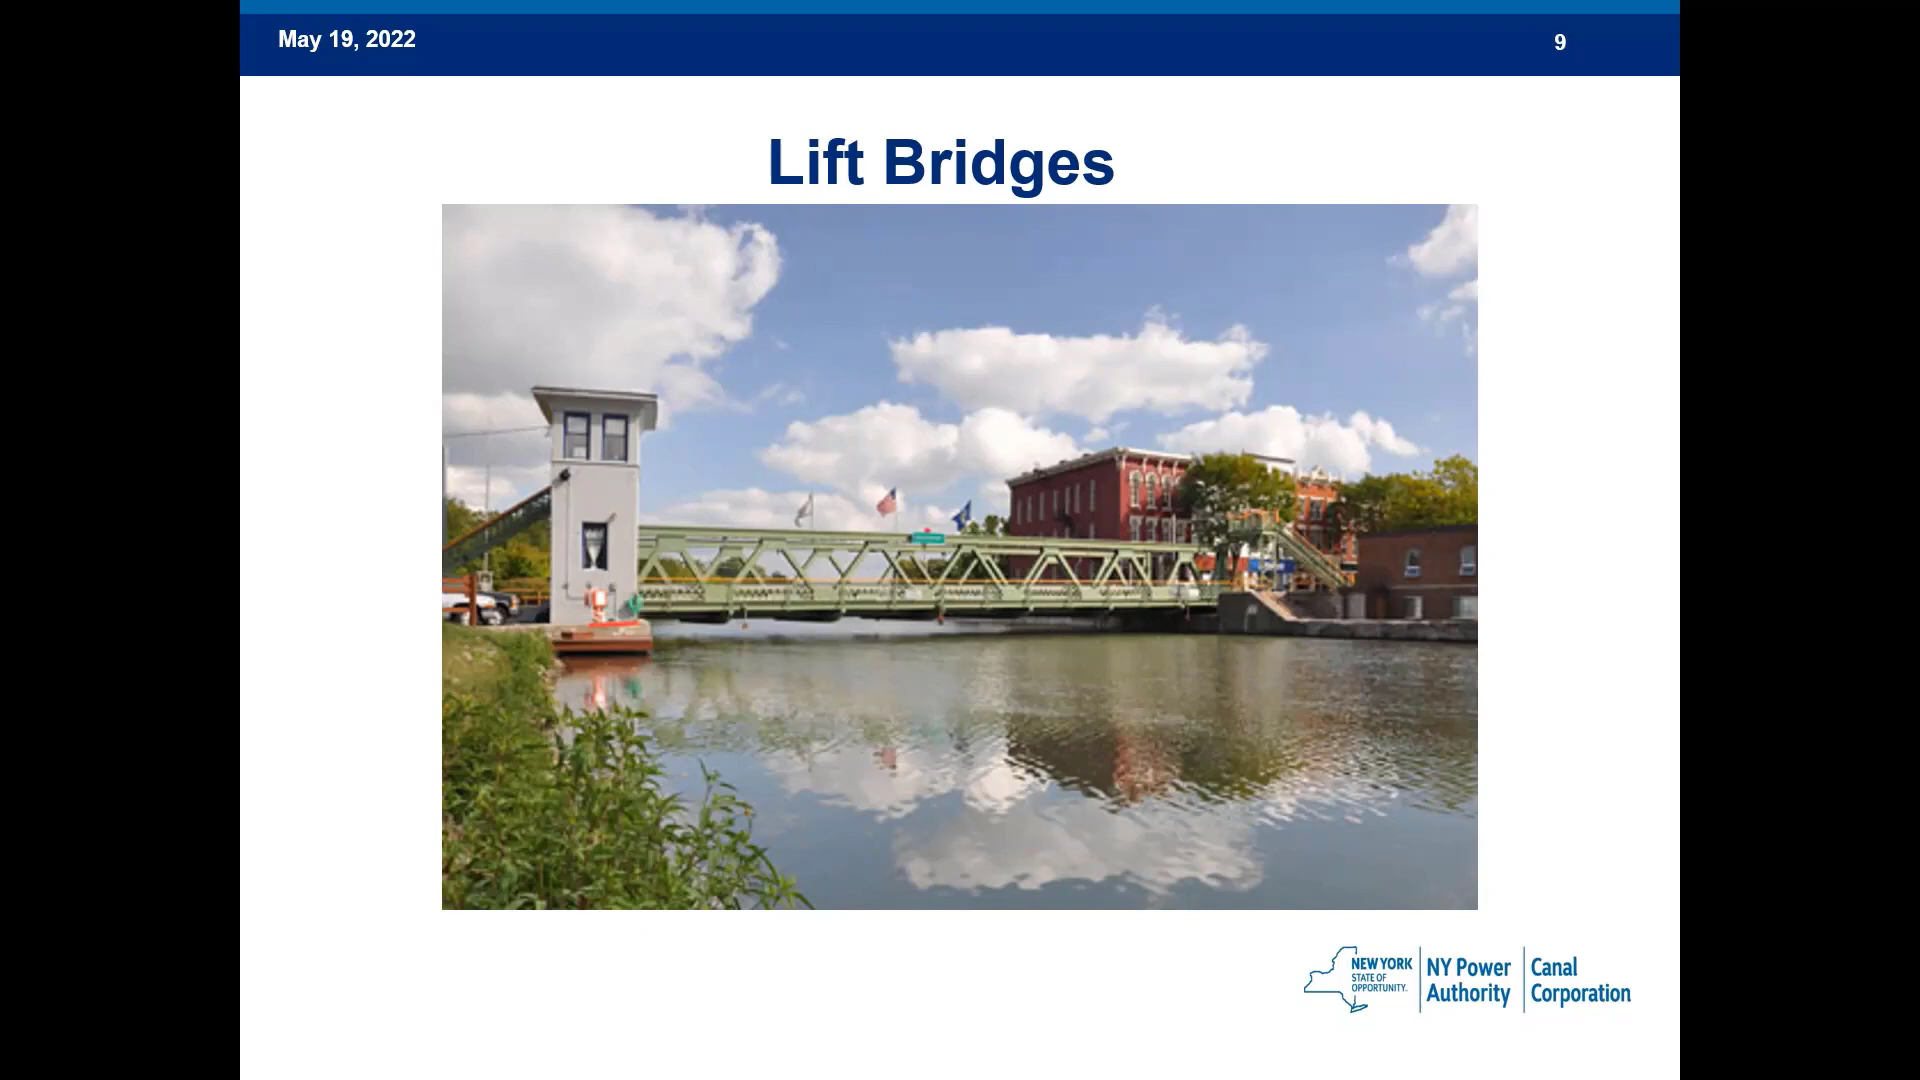 May 19, 2022
9
Lift Bridges
NEW YORK
STATE OF
OPPORTUNITY.
NY Power
Authority
Canal
Corporation